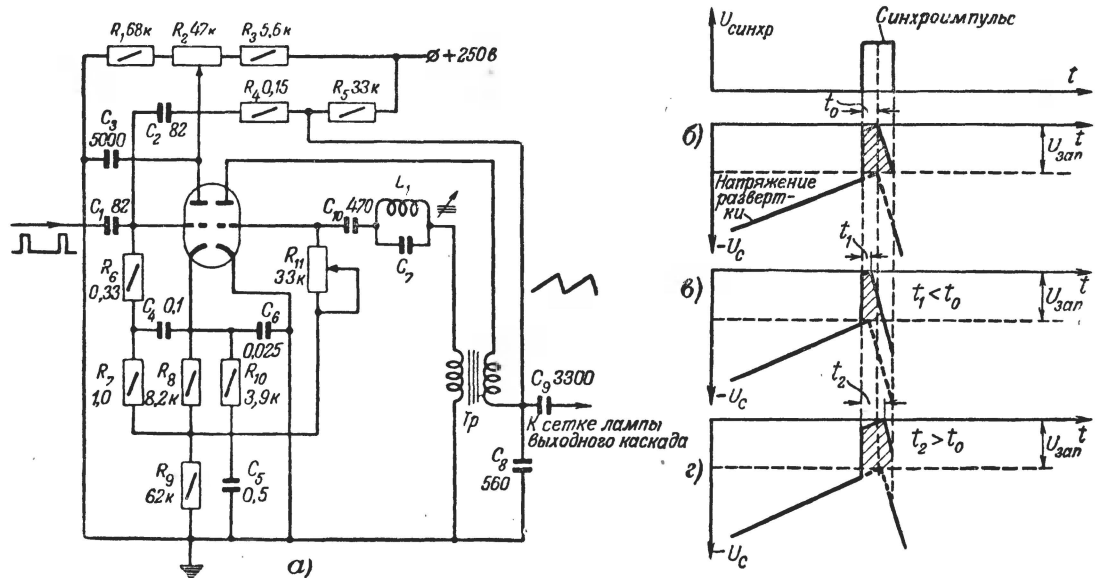 R₁ 68к R₂ 47к R₃ 5,6к
+250в
R₄ 0,15 R₅ 33к
C₂ 82
C₃
5000
C₁ 82
C₁₀ 470 L₁
C₇
R₁₁
33к
R₆
0,33
C₄ 0,1 C₆
0,025
R₇
1,0
R₈
8,2к
R₁₀
3,9к
Тр
C₉ 3300
К сетке лампы
выходного каскада
C₈
560
R₉
62к
C₅
0,5
а)
Uсинхр
Синхроимпульс
t
t₀
б)
t
Uзап
Напряжение
разверт-
ки
-Uс
t₁
в)
t₁<t₀
t
Uзап
-Uс
t₂
г)
t₂>t₀
t
Uзап
-Uс